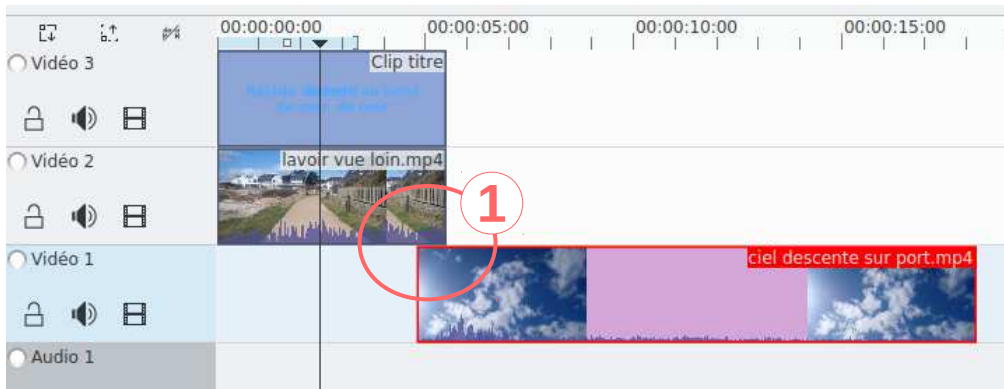 00:00:00:00 00:00:05:00 00:00:10:00 00:00:15:00
Vidéo 3
Clip titre
Vidéo 2
lavoir vue loin.mp4
1
Vidéo 1
ciel descente sur port.mp4
Audio 1